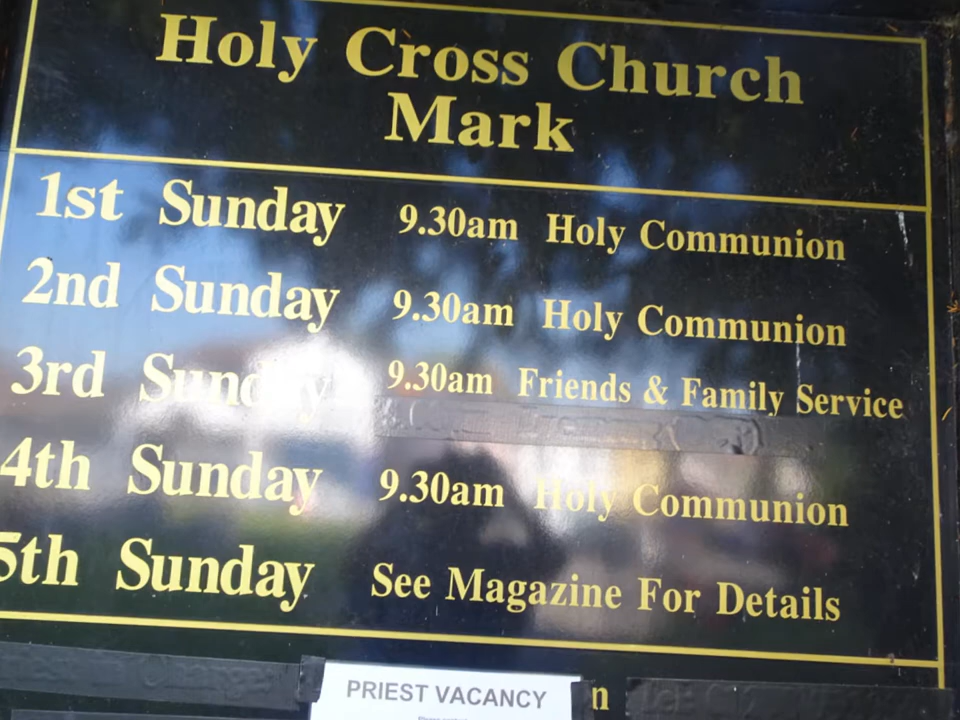 Holy Cross Church
Mark
1st Sunday 9.30am Holy Communion
2nd Sunday 9.30am Holy Communion
3rd Sunday 9.30am Friends & Family Service
4th Sunday 9.30am Holy Communion
5th Sunday See Magazine For Details
PRIEST VACANCY
n